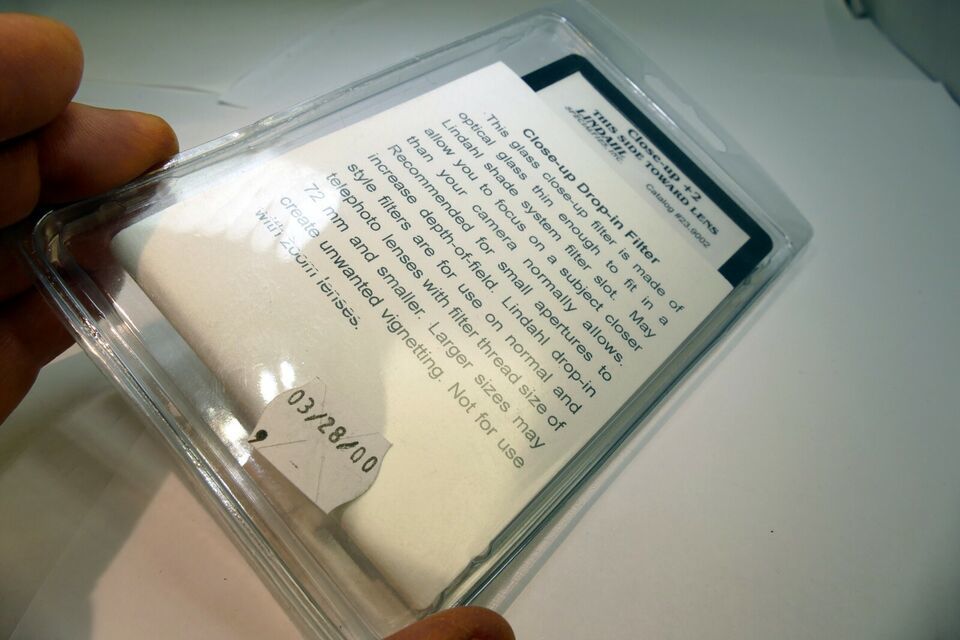 Close-up +2
THIS SIDE TOWARD LENS
LINDAHL
Catalog #23.9002
Close-up Drop-in Filter
This glass close-up filter is made of
optical glass thin enough to fit in a
Lindahl shade system filter slot. May
allow you to focus on a subject closer
than your camera normally allows.
Recommended for small apertures to
increase depth-of-field. Lindahl drop-in
style filters are for use on normal and
telephoto lenses with filter thread size of
72 mm and smaller. Larger sizes may
create unwanted vignetting. Not for use
with zoom lenses.
03/28/00